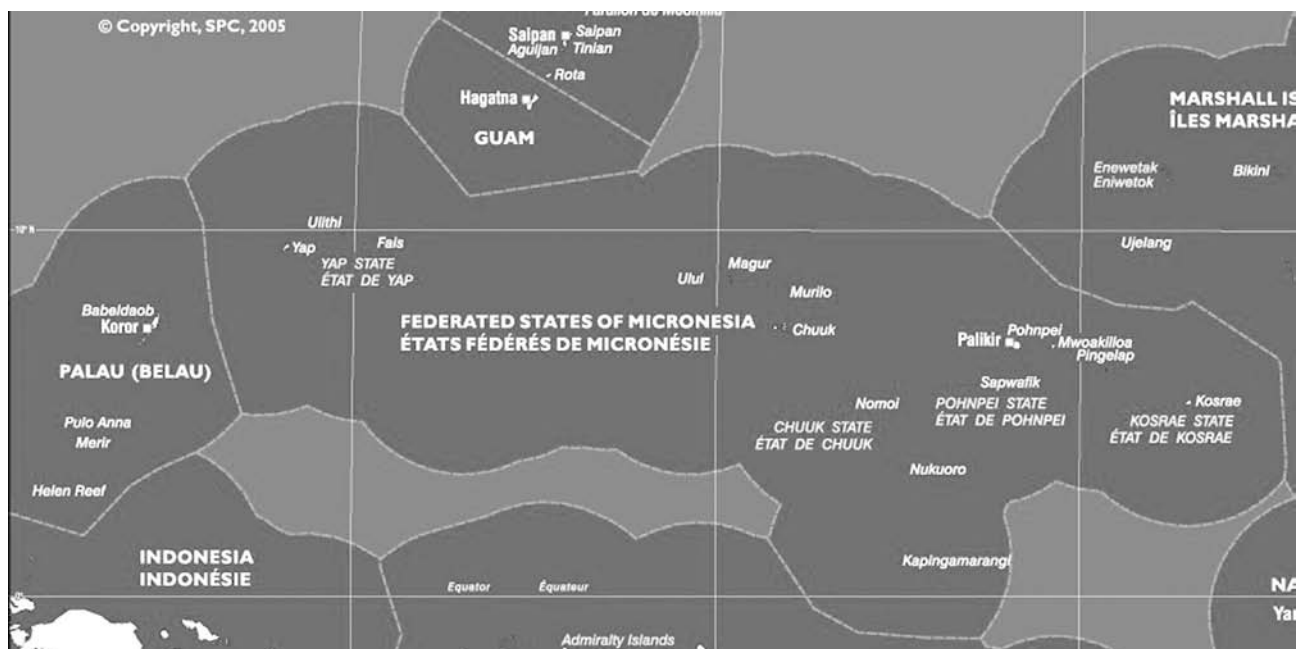 © Copyright, SPC, 2005
Saipan
Saipan
Aguijan
Tinian
Rota
Hagatna
GUAM
MARSHALL IS
ÎLES MARSHA
Enewetak
Eniwetok
Bikini
10° N
Ulithi
Yap
Fais
YAP STATE
ÉTAT DE YAP
Ujelang
Ulul
Magur
Murilo
Babeldaob
Koror
FEDERATED STATES OF MICRONESIA
ÉTATS FÉDÉRÉS DE MICRONÉSIE
Chuuk
Palikir
Pohnpei
Mwoakilloa
Pingelap
PALAU (BELAU)
Sapwafik
Nomoi
POHNPEI STATE
ÉTAT DE POHNPEI
Kosrae
KOSRAE STATE
ÉTAT DE KOSRAE
CHUUK STATE
ÉTAT DE CHUUK
Pulo Anna
Merir
Nukuoro
Helen Reef
INDONESIA
INDONÉSIE
Kapingamarangi
Equator
Équateur
0°
NA
Yar
Admiralty Islands